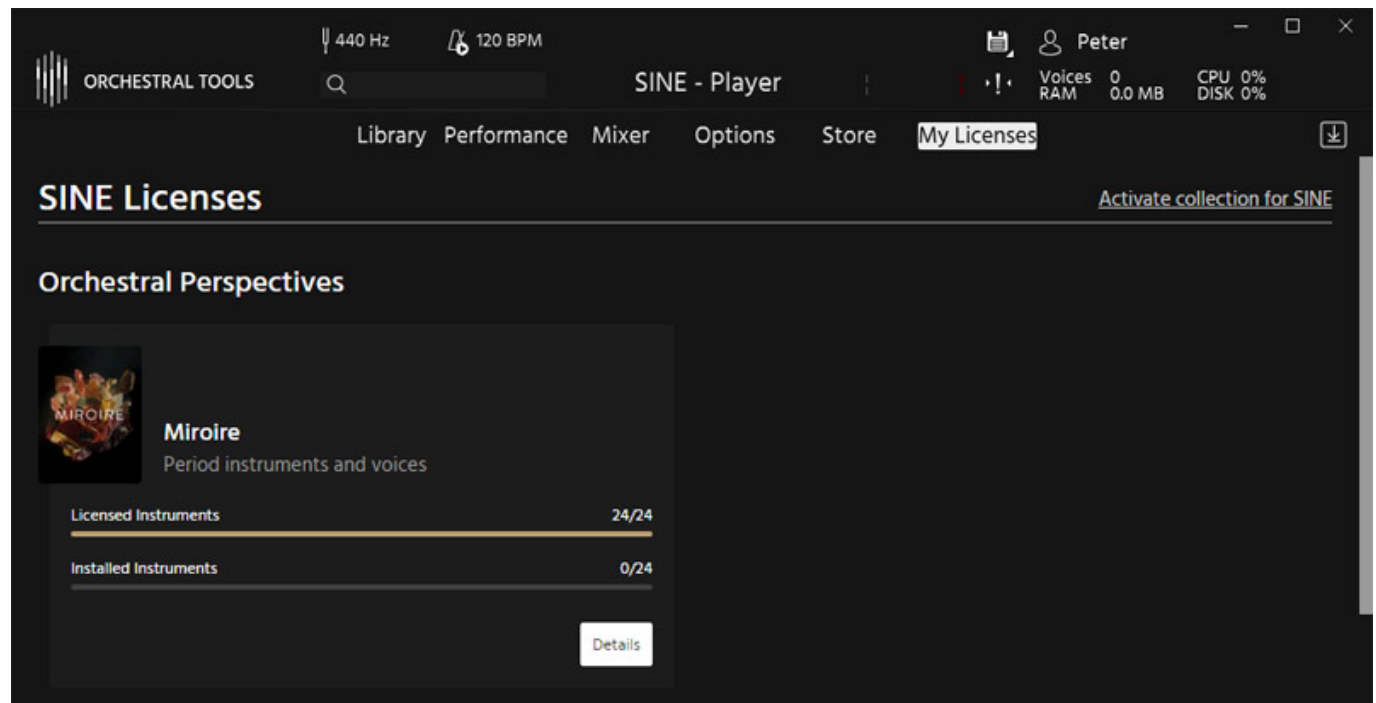 440 Hz 120 BPM Peter
ORCHESTRAL TOOLS SINE - Player Voices 0 CPU 0%
RAM 0.0 MB DISK 0%
Library Performance Mixer Options Store My Licenses
SINE Licenses Activate collection for SINE
Orchestral Perspectives
MIROIRE
Miroire
Period instruments and voices
Licensed Instruments 24/24
Installed Instruments 0/24
Details